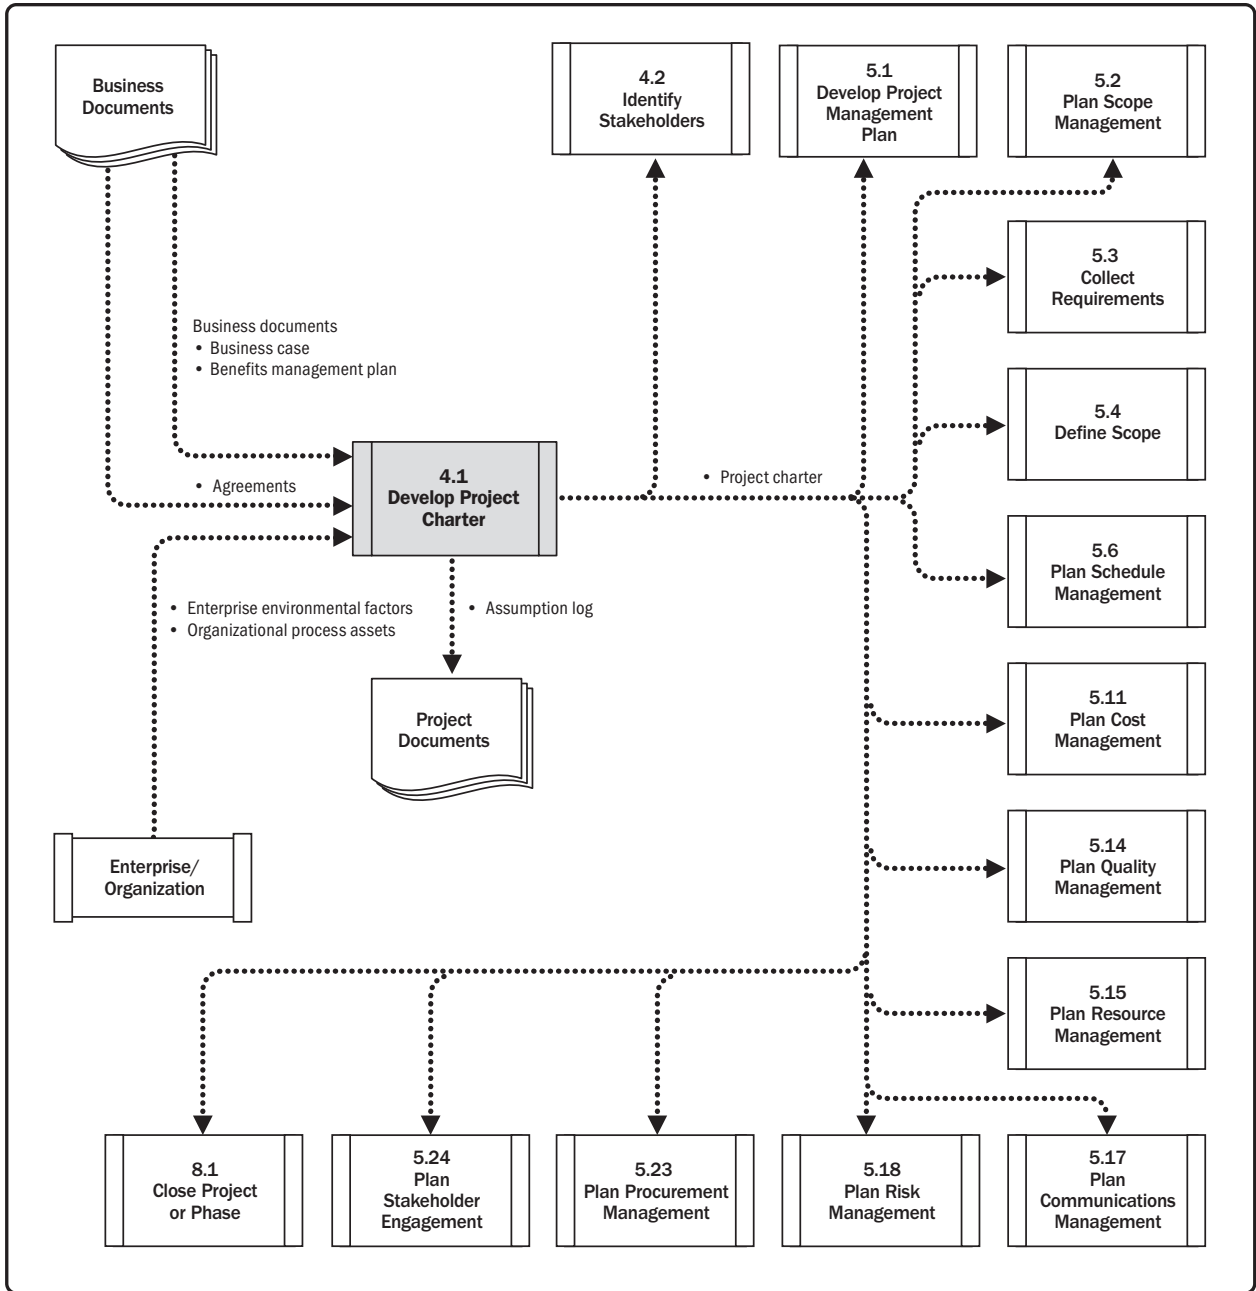 Business
Documents
4.2
Identify
Stakeholders
5.1
Develop Project
Management
Plan
5.2
Plan Scope
Management
5.3
Collect
Requirements
Business documents
• Business case
• Benefits management plan
5.4
Define Scope
• Agreements
4.1
Develop Project
Charter
• Project charter
5.6
Plan Schedule
Management
• Enterprise environmental factors
• Organizational process assets
• Assumption log
Project
Documents
5.11
Plan Cost
Management
Enterprise/
Organization
5.14
Plan Quality
Management
5.15
Plan Resource
Management
8.1
Close Project
or Phase
5.24
Plan
Stakeholder
Engagement
5.23
Plan Procurement
Management
5.18
Plan Risk
Management
5.17
Plan
Communications
Management